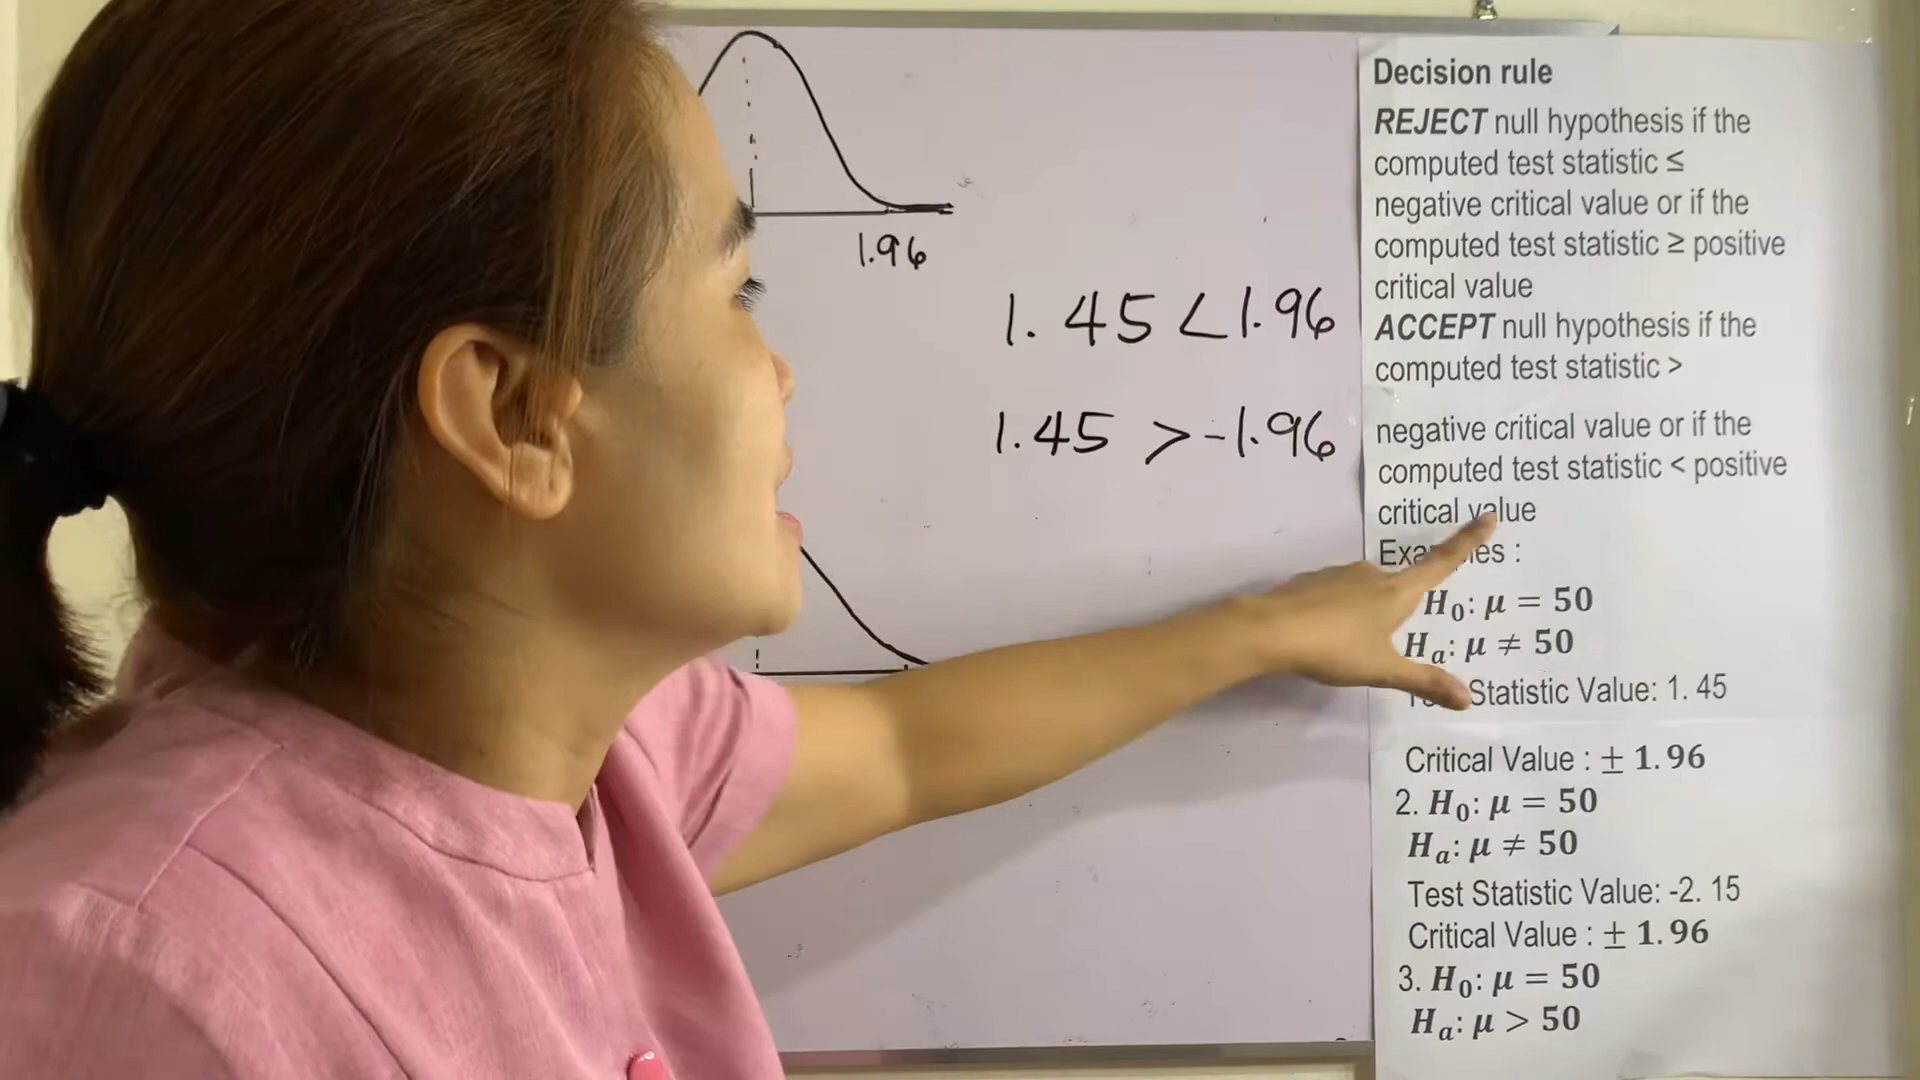 1.96
1.45 < 1.96
1.45 > -1.96
Decision rule
REJECT null hypothesis if the
computed test statistic ≤
negative critical value or if the
computed test statistic ≥ positive
critical value
ACCEPT null hypothesis if the
computed test statistic >
negative critical value or if the
computed test statistic < positive
critical value
:
H₀: μ = 50
Hₐ: μ ≠ 50
Statistic Value: 1. 45
Critical Value : ± 1.96
2. H₀: μ = 50
Hₐ: μ ≠ 50
Test Statistic Value: -2. 15
Critical Value : ± 1.96
3. H₀: μ = 50
Hₐ: μ > 50